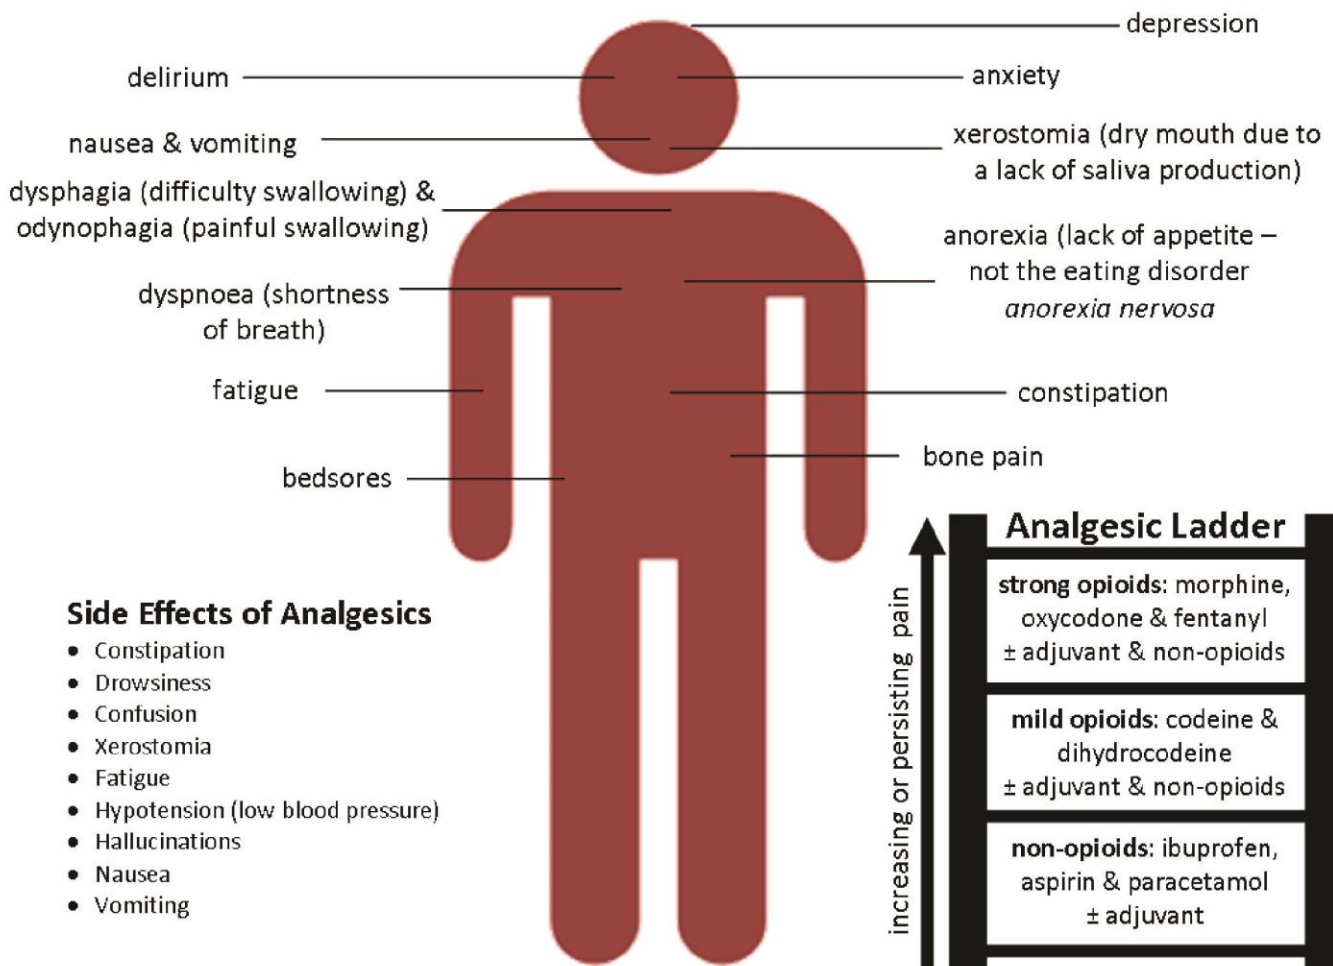 depression
delirium
anxiety
nausea & vomiting
xerostomia (dry mouth due to
a lack of saliva production)
dysphagia (difficulty swallowing) &
odynophagia (painful swallowing)
anorexia (lack of appetite –
not the eating disorder
anorexia nervosa
dyspnoea (shortness
of breath)
fatigue
constipation
bone pain
bedsores
Analgesic Ladder
increasing or persisting pain
strong opioids: morphine,
oxycodone & fentanyl
± adjuvant & non-opioids
mild opioids: codeine &
dihydrocodeine
± adjuvant & non-opioids
non-opioids: ibuprofen,
aspirin & paracetamol
± adjuvant
Side Effects of Analgesics
• Constipation
• Drowsiness
• Confusion
• Xerostomia
• Fatigue
• Hypotension (low blood pressure)
• Hallucinations
• Nausea
• Vomiting